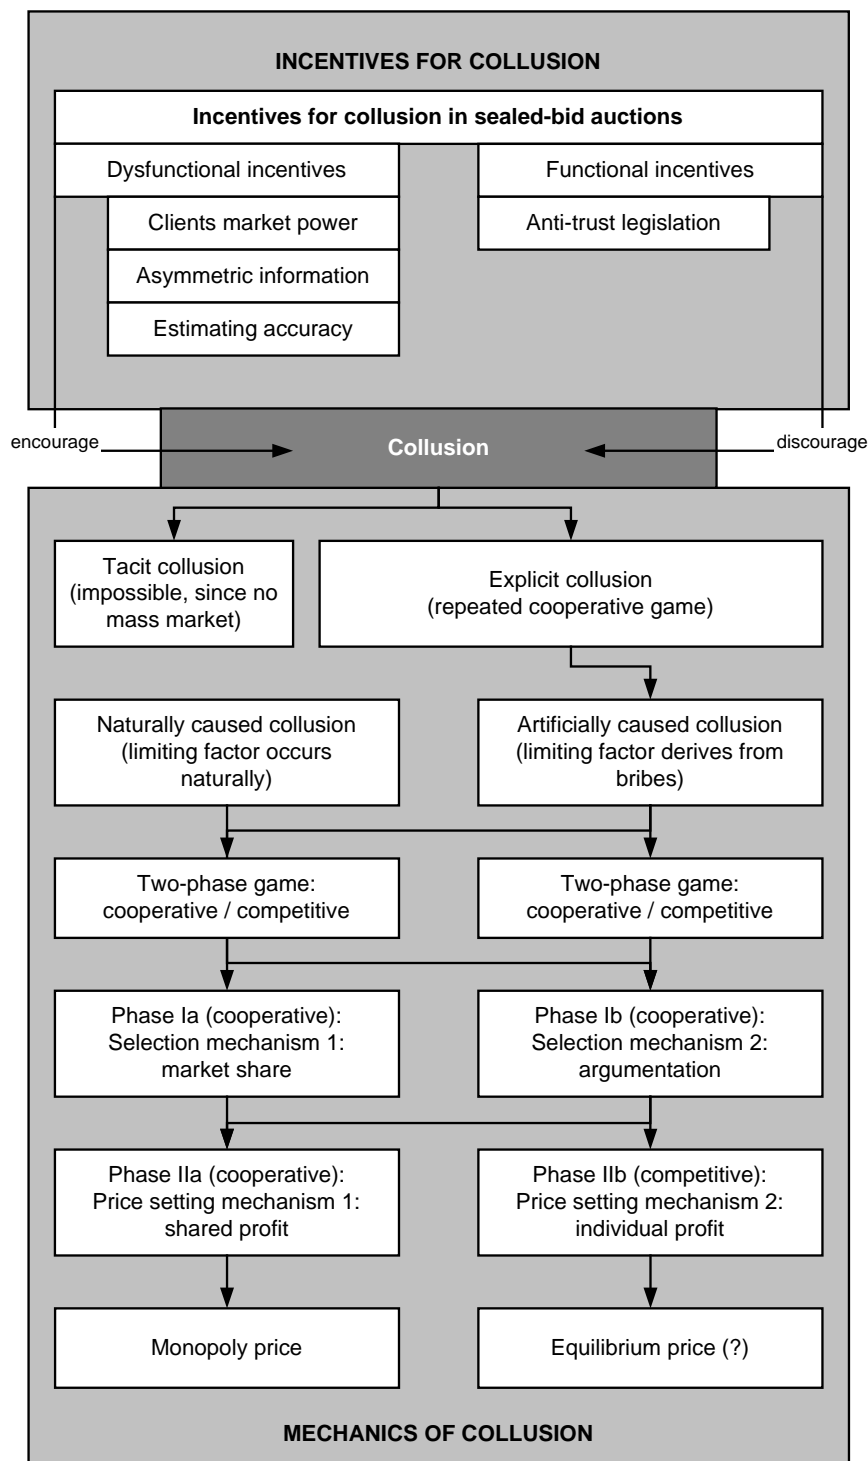 INCENTIVES FOR COLLUSION
Incentives for collusion in sealed-bid auctions
Dysfunctional incentives
Functional incentives
Clients market power
Anti-trust legislation
Asymmetric information
Estimating accuracy
encourage
Collusion
discourage
Tacit collusion
(impossible, since no
mass market)
Explicit collusion
(repeated cooperative game)
Naturally caused collusion
(limiting factor occurs
naturally)
Artificially caused collusion
(limiting factor derives from
bribes)
Two-phase game:
cooperative / competitive
Two-phase game:
cooperative / competitive
Phase Ia (cooperative):
Selection mechanism 1:
market share
Phase Ib (cooperative):
Selection mechanism 2:
argumentation
Phase IIa (cooperative):
Price setting mechanism 1:
shared profit
Phase IIb (competitive):
Price setting mechanism 2:
individual profit
Monopoly price
Equilibrium price (?)
MECHANICS OF COLLUSION